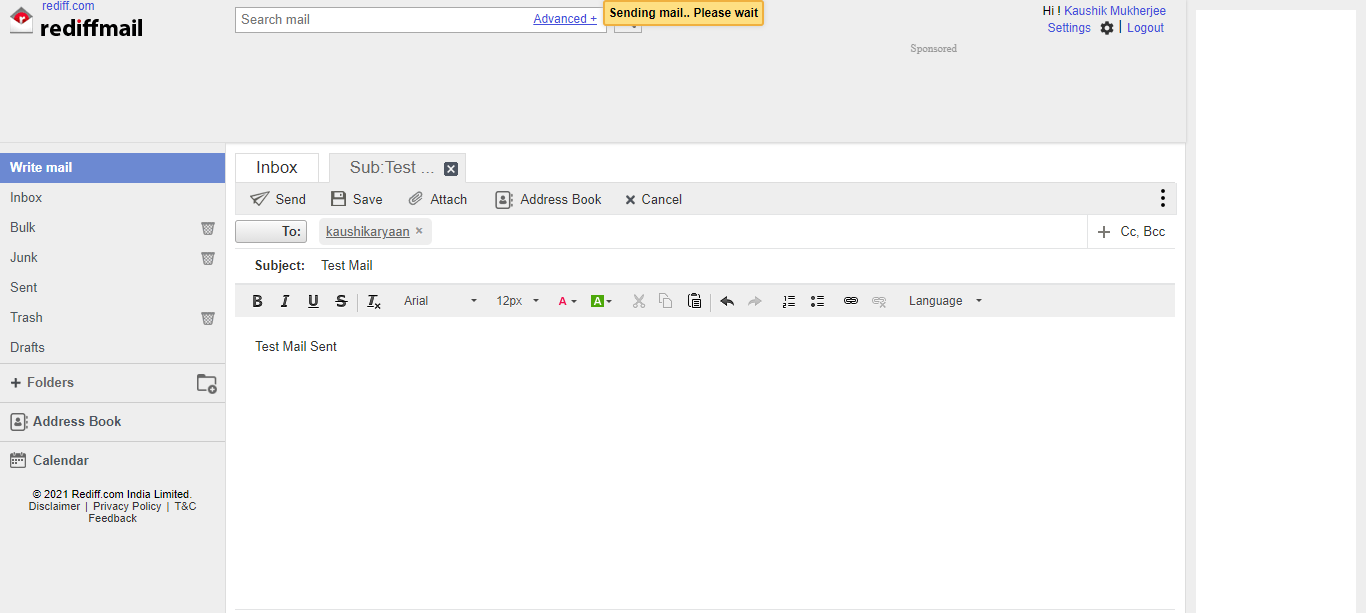 rediff.com
rediffmail
Search mail
Advanced +
Sending mail.. Please wait
Hi ! Kaushik Mukherjee
Settings | Logout
Sponsored
Write mail
Inbox
Bulk
Junk
Sent
Trash
Drafts
+ Folders
Address Book
Calendar
© 2021 Rediff.com India Limited.
Disclaimer | Privacy Policy | T&C
Feedback
Inbox
Sub:Test ...
Send Save Attach Address Book Cancel
To: kaushikaryaan × + Cc, Bcc
Subject: Test Mail
B I U S Tx Arial 12px A A Language
Test Mail Sent